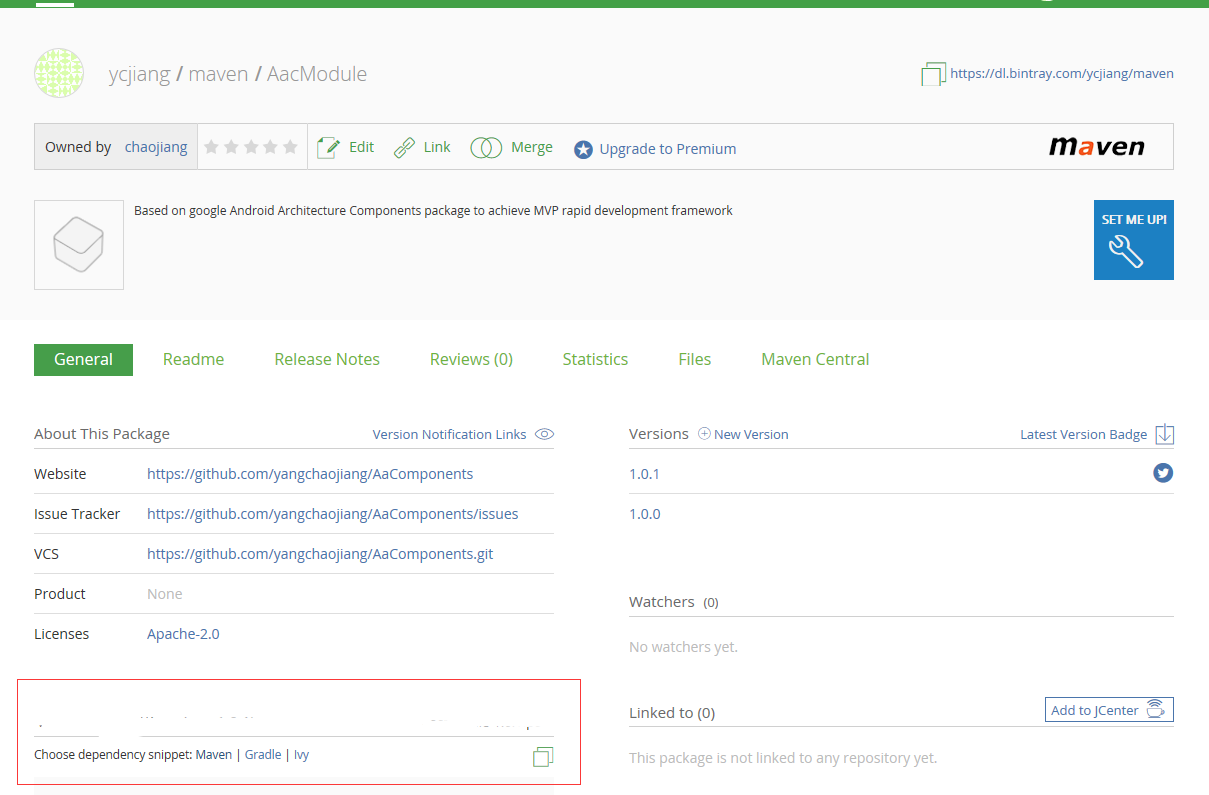 ycjiang / maven / AacModule
https://dl.bintray.com/ycjiang/maven
Owned by chaojiang
Edit
Link
Merge
Upgrade to Premium
maven
Based on google Android Architecture Components package to achieve MVP rapid development framework
SET ME UP!
General
Readme
Release Notes
Reviews (0)
Statistics
Files
Maven Central
About This Package
Version Notification Links
Website https://github.com/yangchaojiang/AaComponents
Issue Tracker https://github.com/yangchaojiang/AaComponents/issues
VCS https://github.com/yangchaojiang/AaComponents.git
Product None
Licenses Apache-2.0
Choose dependency snippet: Maven | Gradle | Ivy
Versions
New Version
Latest Version Badge
1.0.1
1.0.0
Watchers (0)
No watchers yet.
Linked to (0)
Add to JCenter
This package is not linked to any repository yet.